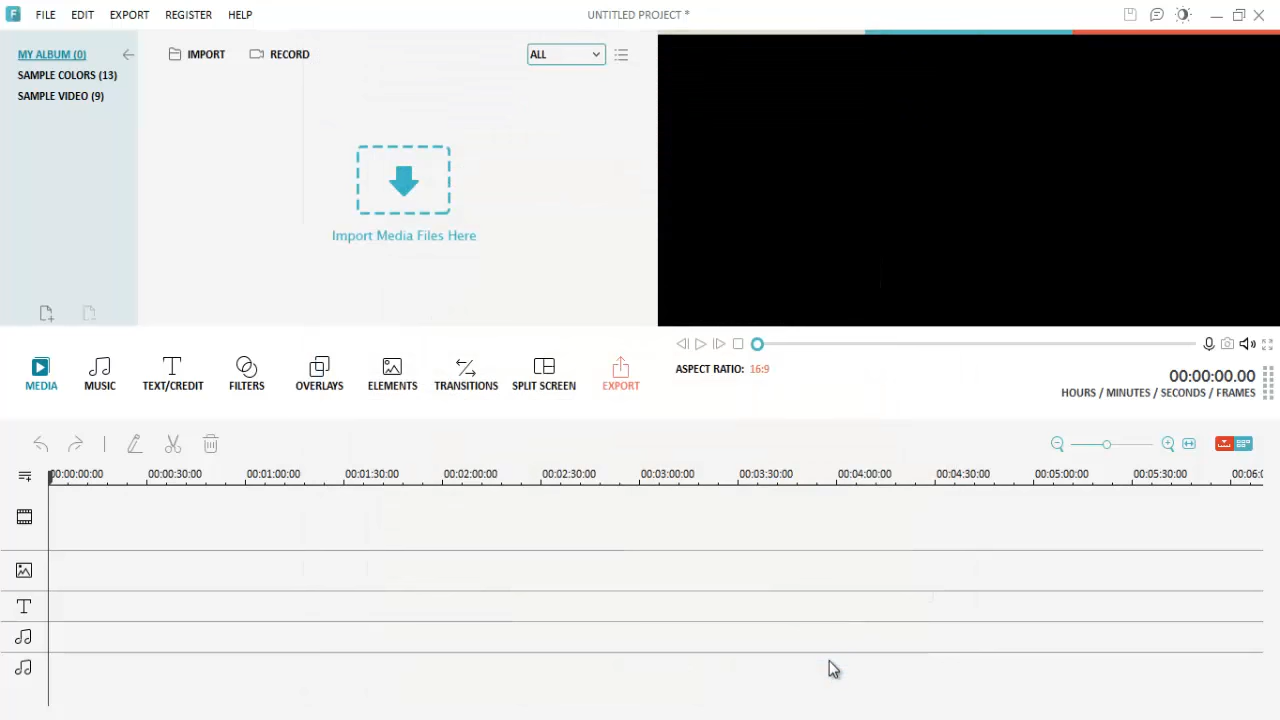 F FILE EDIT EXPORT REGISTER HELP UNTITLED PROJECT *
MY ALBUM (0)
SAMPLE COLORS (13)
SAMPLE VIDEO (9)
IMPORT RECORD ALL
Import Media Files Here
MEDIA MUSIC TEXT/CREDIT FILTERS OVERLAYS ELEMENTS TRANSITIONS SPLIT SCREEN EXPORT
ASPECT RATIO: 16:9
00:00:00.00
HOURS / MINUTES / SECONDS / FRAMES
00:00:00:00 00:00:30:00 00:01:00:00 00:01:30:00 00:02:00:00 00:02:30:00 00:03:00:00 00:03:30:00 00:04:00:00 00:04:30:00 00:05:00:00 00:05:30:00 00:06:0